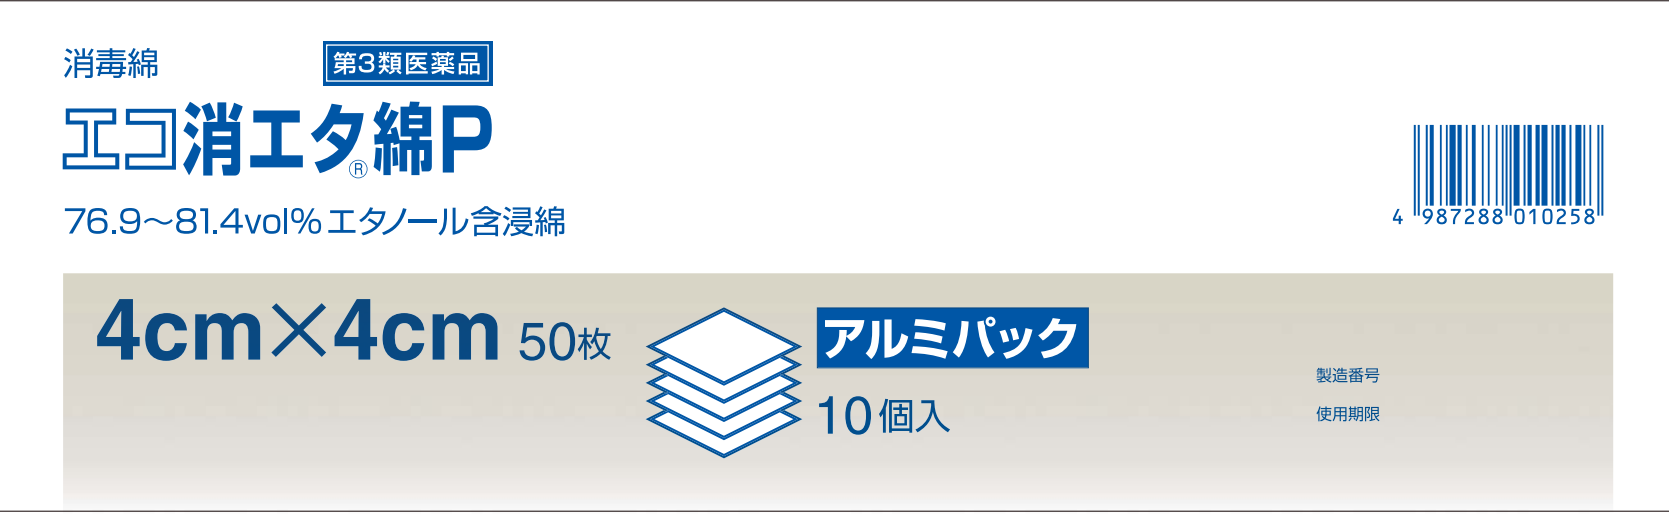 消毒綿
第3類医薬品
エコ消エタ®綿P
76.9～81.4vol%エタノール含浸綿
4 987288 010258
4cm×4cm 50枚
アルミパック
10個入
製造番号
使用期限